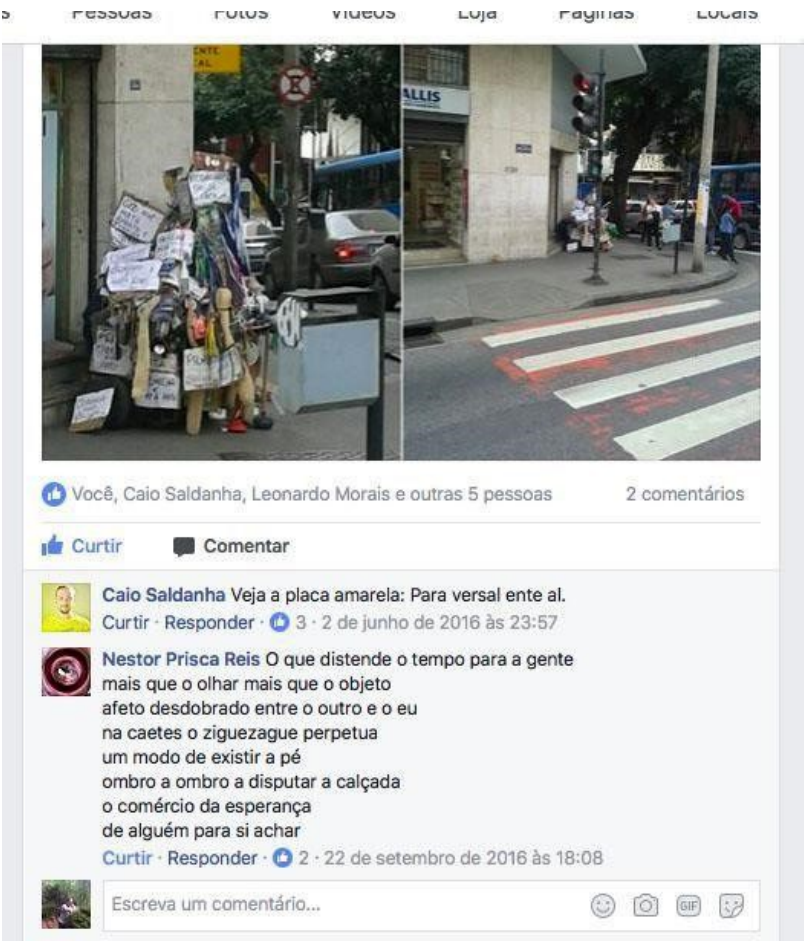 Pessoas Fotos Vídeos Loja Páginas Locais
ENTE
AL
ALLIS
Você, Caio Saldanha, Leonardo Morais e outras 5 pessoas 2 comentários
Curtir Comentar
Caio Saldanha Veja a placa amarela: Para versal ente al.
Curtir · Responder · 3 · 2 de junho de 2016 às 23:57
Nestor Prisca Reis O que distende o tempo para a gente
mais que o olhar mais que o objeto
afeto desdobrado entre o outro e o eu
na caetes o ziguezague perpetua
um modo de existir a pé
ombro a ombro a disputar a calçada
o comércio da esperança
de alguém para si achar
Curtir · Responder · 2 · 22 de setembro de 2016 às 18:08
Escreva um comentário...
GIF